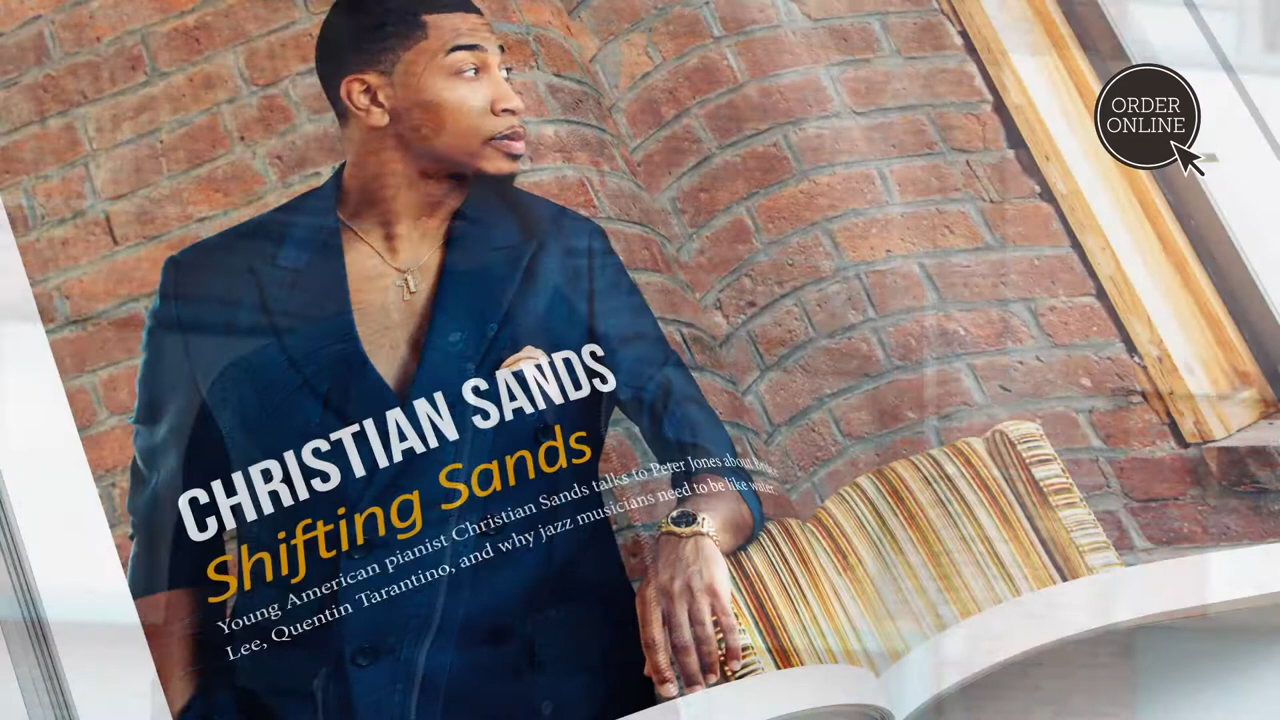 ORDER
ONLINE
CHRISTIAN SANDS
Shifting Sands
Young American pianist Christian Sands talks to Peter Jones about Bruce
Lee, Quentin Tarantino, and why jazz musicians need to be like water.